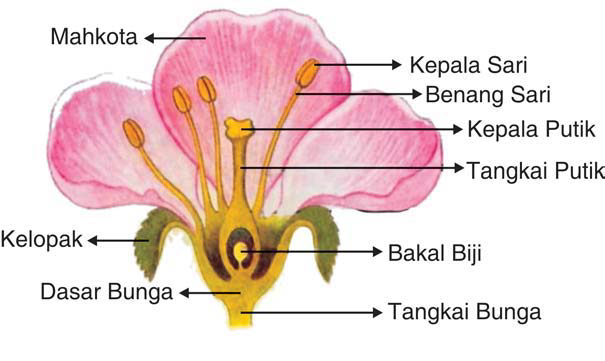 Mahkota
Kepala Sari
Benang Sari
Kepala Putik
Tangkai Putik
Kelopak
Bakal Biji
Dasar Bunga
Tangkai Bunga